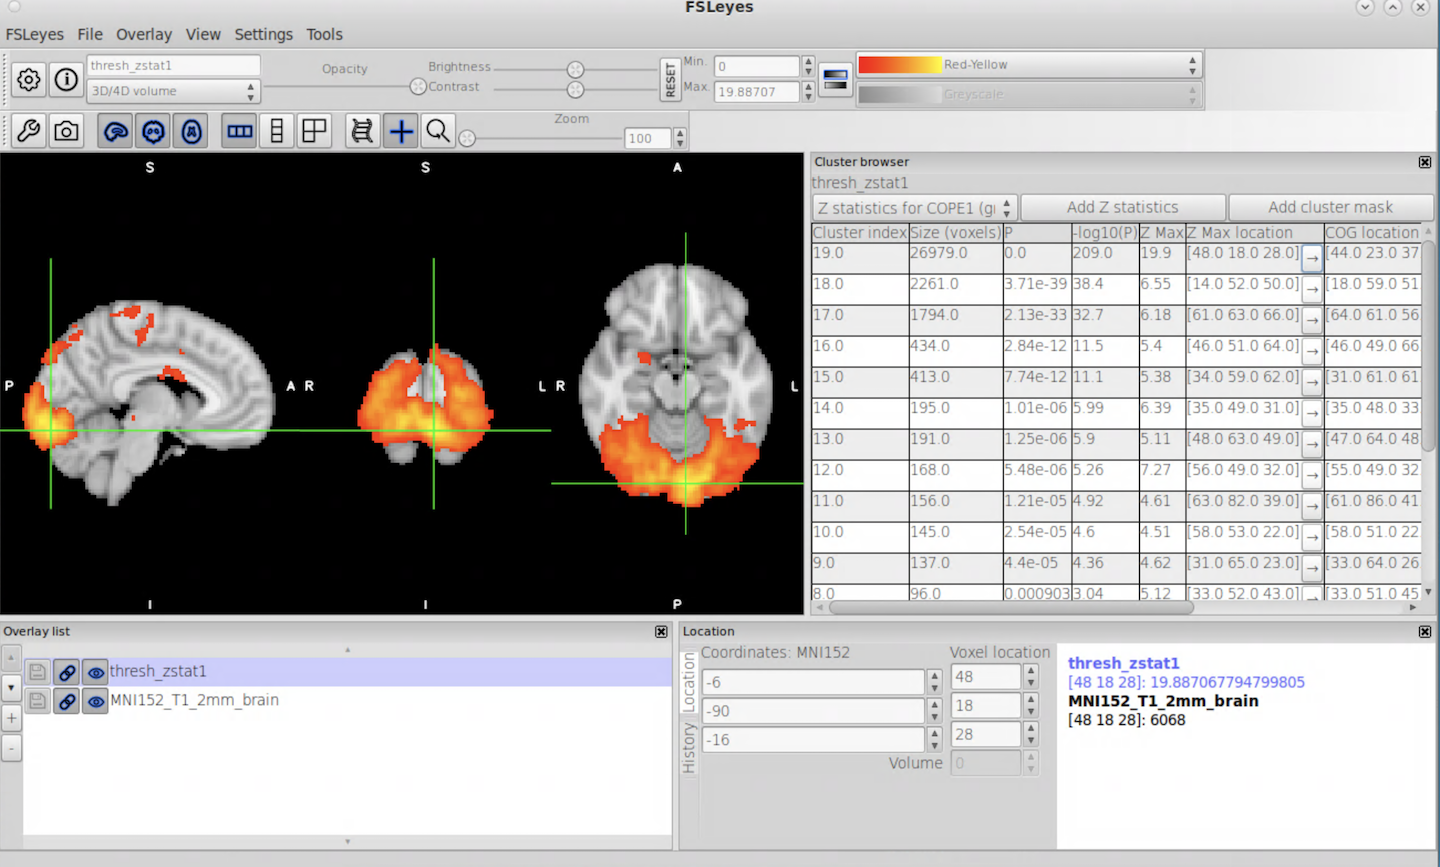 FSLeyes
FSLeyes File Overlay View Settings Tools
thresh_zstat1
3D/4D volume
Opacity
Brightness
Contrast
RESET
Min. 0
Max. 19.88707
Red-Yellow
Greyscale
Zoom
100
S S A
P A R L R L
I I P
Cluster browser
thresh_zstat1
Z statistics for COPE1 (g Add Z statistics Add cluster mask
Cluster index Size (voxels) P -log10(P) Z Max Z Max location COG location
19.0 26979.0 0.0 209.0 19.9 [48.0 18.0 28.0] → [44.0 23.0 37
18.0 2261.0 3.71e-39 38.4 6.55 [14.0 52.0 50.0] → [18.0 59.0 51
17.0 1794.0 2.13e-33 32.7 6.18 [61.0 63.0 66.0] → [64.0 61.0 56
16.0 434.0 2.84e-12 11.5 5.4 [46.0 51.0 64.0] → [46.0 49.0 66
15.0 413.0 7.74e-12 11.1 5.38 [34.0 59.0 62.0] → [31.0 61.0 61
14.0 195.0 1.01e-06 5.99 6.39 [35.0 49.0 31.0] → [35.0 48.0 33
13.0 191.0 1.25e-06 5.9 5.11 [48.0 63.0 49.0] → [47.0 64.0 48
12.0 168.0 5.48e-06 5.26 7.27 [56.0 49.0 32.0] → [55.0 49.0 32
11.0 156.0 1.21e-05 4.92 4.61 [63.0 82.0 39.0] → [61.0 86.0 41
10.0 145.0 2.54e-05 4.6 4.51 [58.0 53.0 22.0] → [58.0 51.0 22
9.0 137.0 4.4e-05 4.36 4.62 [31.0 65.0 23.0] → [33.0 64.0 26
8.0 96.0 0.000903 3.04 5.12 [33.0 52.0 43.0] → [33.0 51.0 45
Overlay list
thresh_zstat1
MNI152_T1_2mm_brain
Location
Location
History
Coordinates: MNI152 Voxel location
-6 48
-90 18
-16 28
Volume 0
thresh_zstat1
[48 18 28]: 19.887067794799805
MNI152_T1_2mm_brain
[48 18 28]: 6068